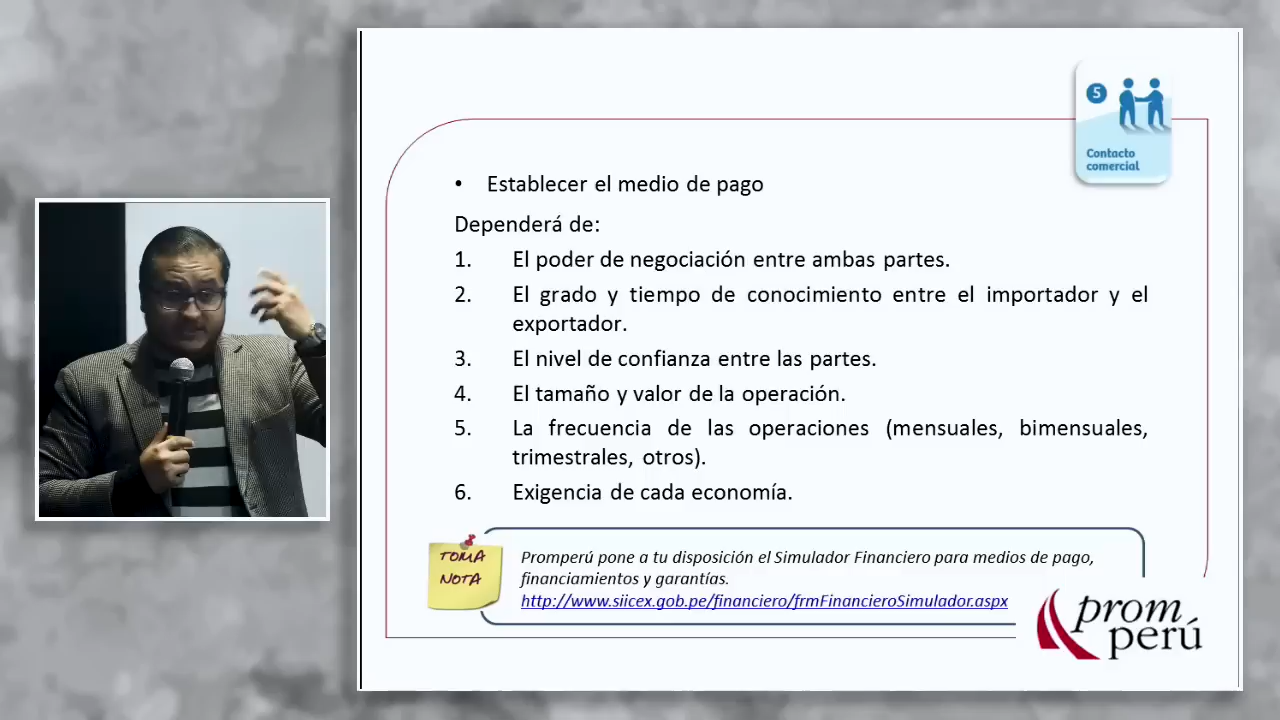 5
Contacto
comercial
• Establecer el medio de pago
Dependerá de:
1. El poder de negociación entre ambas partes.
2. El grado y tiempo de conocimiento entre el importador y el
exportador.
3. El nivel de confianza entre las partes.
4. El tamaño y valor de la operación.
5. La frecuencia de las operaciones (mensuales, bimensuales,
trimestrales, otros).
6. Exigencia de cada economía.
TOMA
NOTA
Promperú pone a tu disposición el Simulador Financiero para medios de pago,
financiamientos y garantías.
http://www.siicex.gob.pe/financiero/frmFinancieroSimulador.aspx
prom
perú